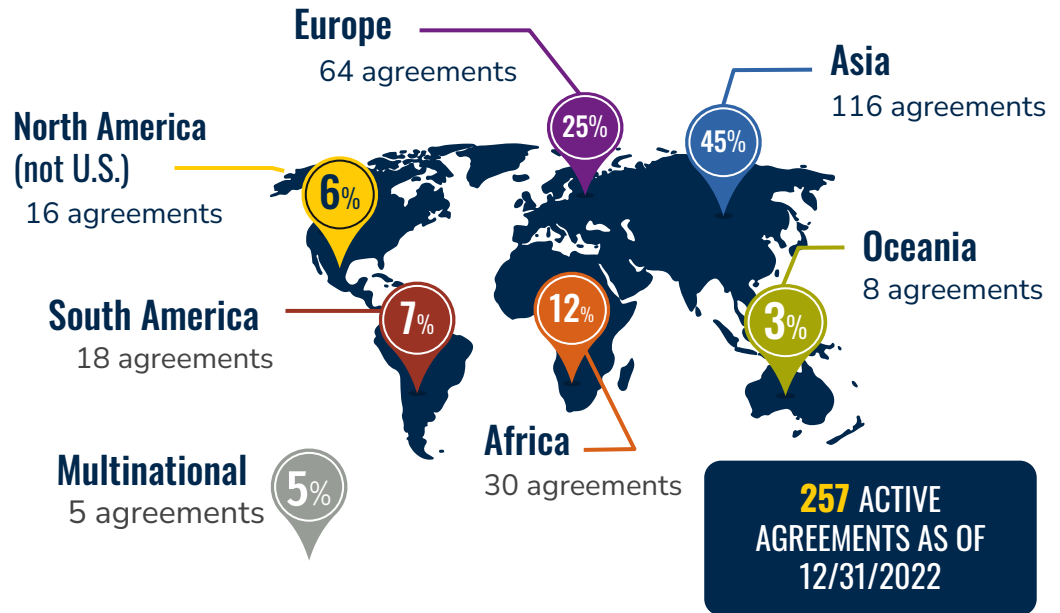 Europe
64 agreements
25%
Asia
116 agreements
45%
North America
(not U.S.)
16 agreements
6%
Oceania
8 agreements
3%
South America
18 agreements
7%
12%
Africa
30 agreements
Multinational
5 agreements
5%
257 ACTIVE
AGREEMENTS AS OF
12/31/2022